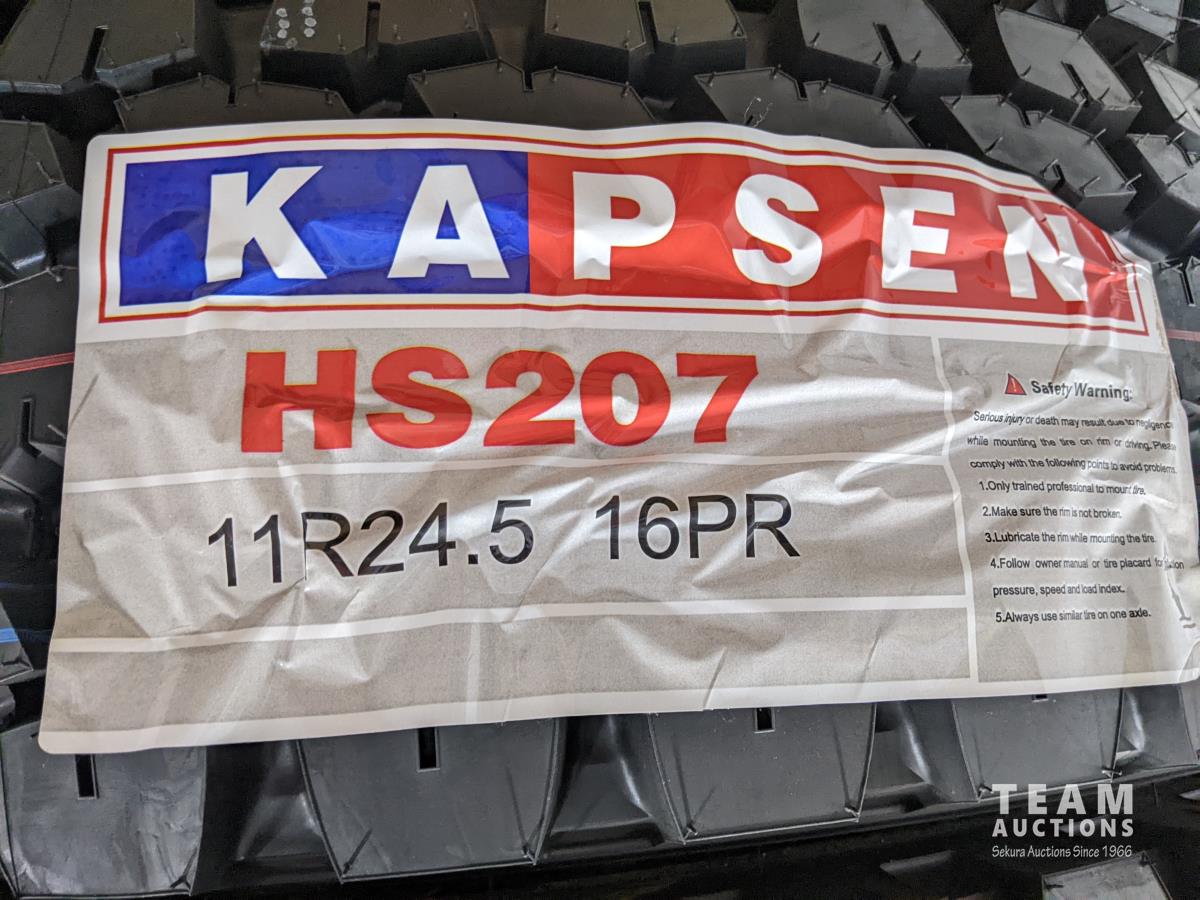 KAPSEN
HS207
11R24.5 16PR
Safety Warning:
Serious injury or death may result due to negligence
while mounting the tire on rim or driving. Please
comply with the following points to avoid problems.
1.Only trained professional to mount tire.
2.Make sure the rim is not broken.
3.Lubricate the rim while mounting the tire.
4.Follow owner manual or tire placard for
pressure, speed and load index.
5.Always use similar tire on one axle.
TEAM
AUCTIONS
Sekura Auctions Since 1966